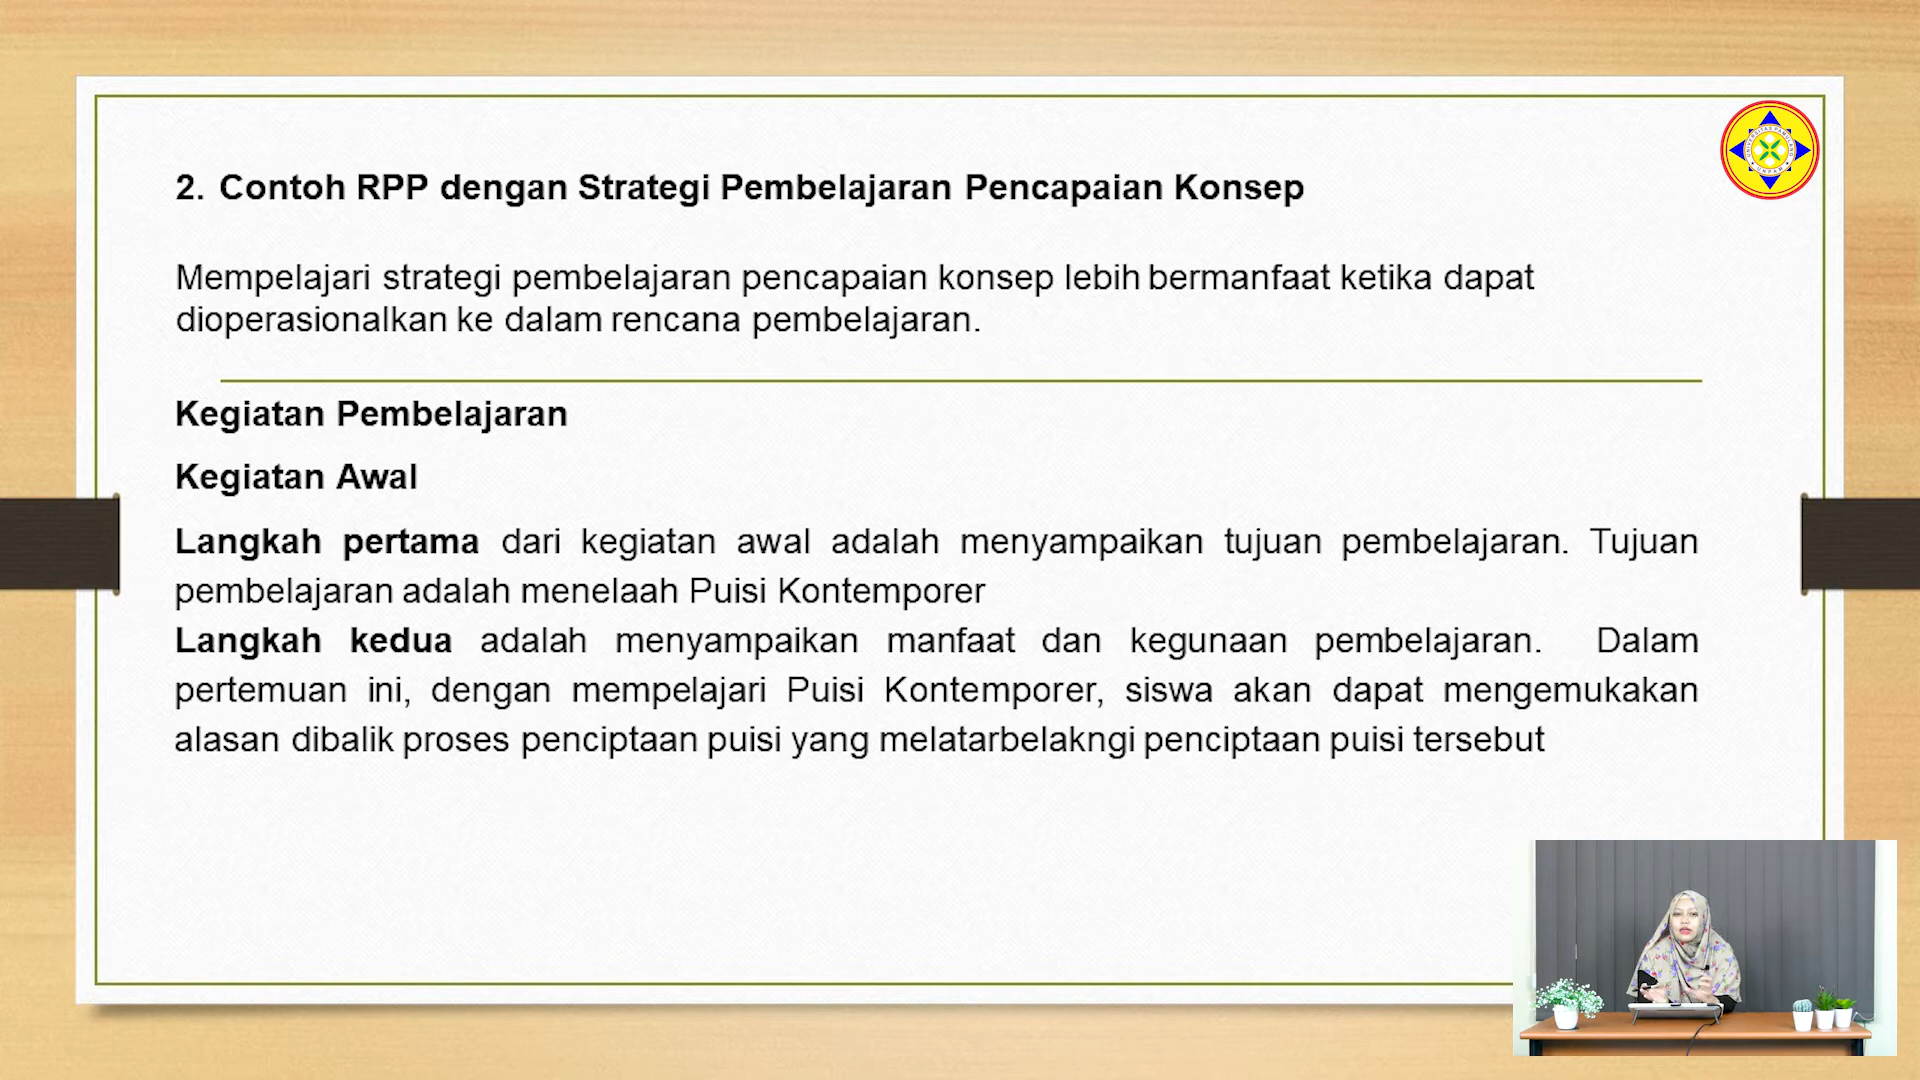 2. Contoh RPP dengan Strategi Pembelajaran Pencapaian Konsep
Mempelajari strategi pembelajaran pencapaian konsep lebih bermanfaat ketika dapat
dioperasionalkan ke dalam rencana pembelajaran.
Kegiatan Pembelajaran
Kegiatan Awal
Langkah pertama dari kegiatan awal adalah menyampaikan tujuan pembelajaran. Tujuan
pembelajaran adalah menelaah Puisi Kontemporer
Langkah kedua adalah menyampaikan manfaat dan kegunaan pembelajaran. Dalam
pertemuan ini, dengan mempelajari Puisi Kontemporer, siswa akan dapat mengemukakan
alasan dibalik proses penciptaan puisi yang melatarbelakngi penciptaan puisi tersebut
UNIVERSITAS PAMULANG
UNPAM